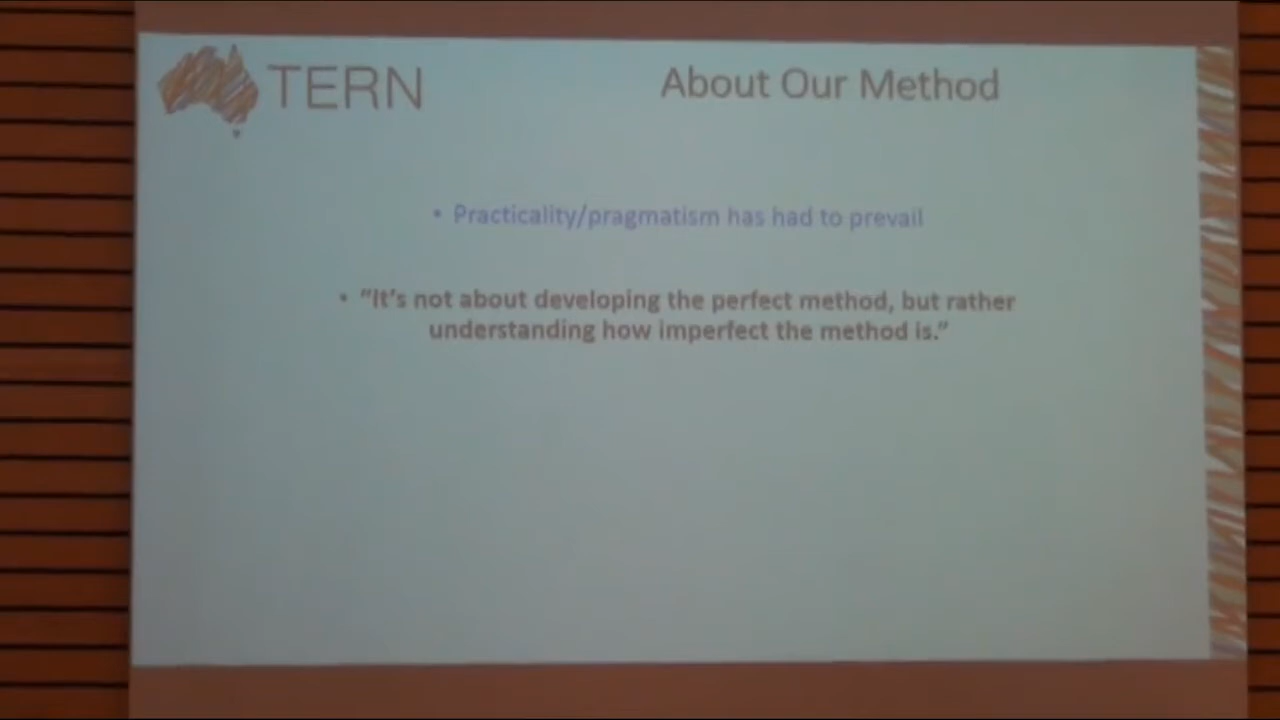 TERN
About Our Method
• Practicality/pragmatism has had to prevail
• “It’s not about developing the perfect method, but rather
understanding how imperfect the method is.”